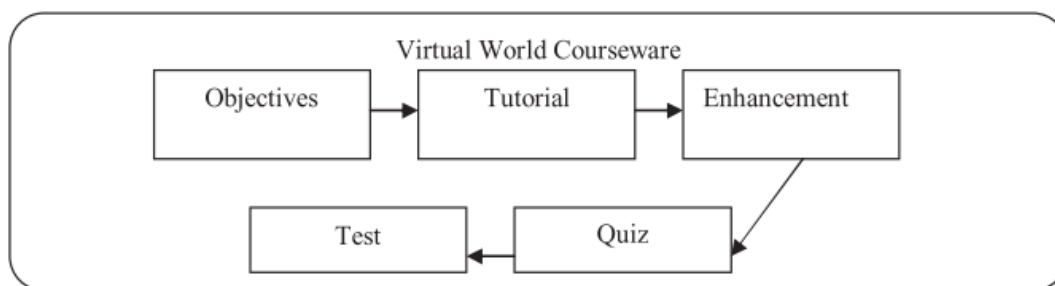 Virtual World Courseware
Objectives
Tutorial
Enhancement
Test
Quiz